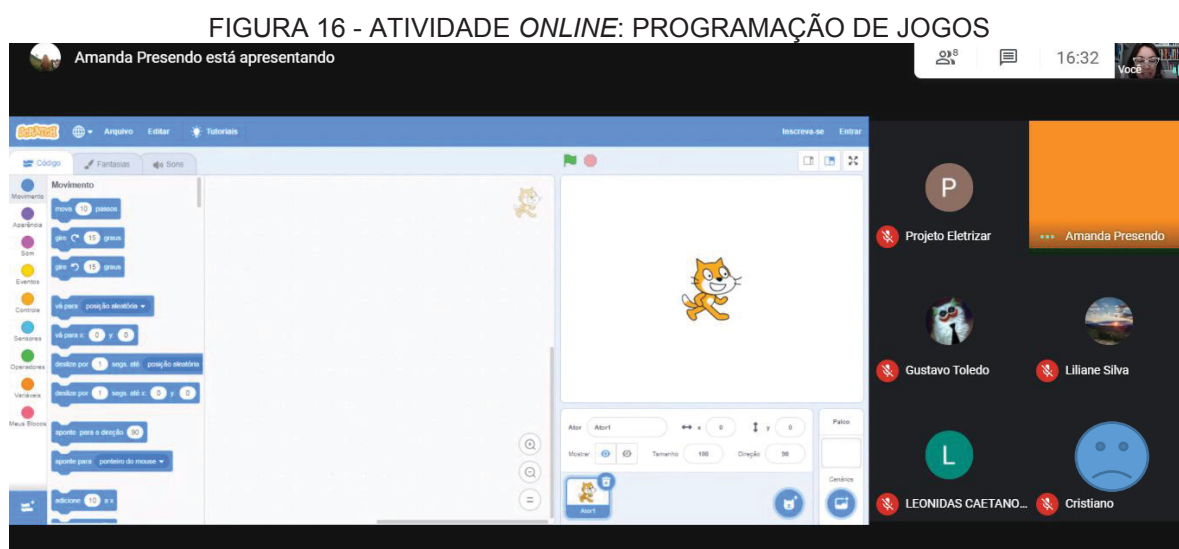 FIGURA 16 - ATIVIDADE ONLINE: PROGRAMAÇÃO DE JOGOS
Amanda Presendo está apresentando
8
16:32
Você
SCRATCH
Arquivo
Editar
Tutoriais
Inscreva-se
Entrar
Código
Fantasias
Sons
Movimento
Aparência
Som
Eventos
Controle
Sensores
Operadores
Variáveis
Meus Blocos
Movimento
mova 10 passos
gire 15 graus
gire 15 graus
vá para posição aleatória
vá para x: 0 y: 0
deslize por 1 segs. até posição aleatória
deslize por 1 segs. até x: 0 y: 0
aponte para a direção 90
aponte para ponteiro do mouse
adicione 10 a x
Ator Ator1 x 0 y 0
Mostrar Tamanho 100 Direção 90
Ator1
Palco
Cenários
P
Projeto Eletrizar
Amanda Presendo
Gustavo Toledo
Liliane Silva
L
LEONIDAS CAETANO...
Cristiano